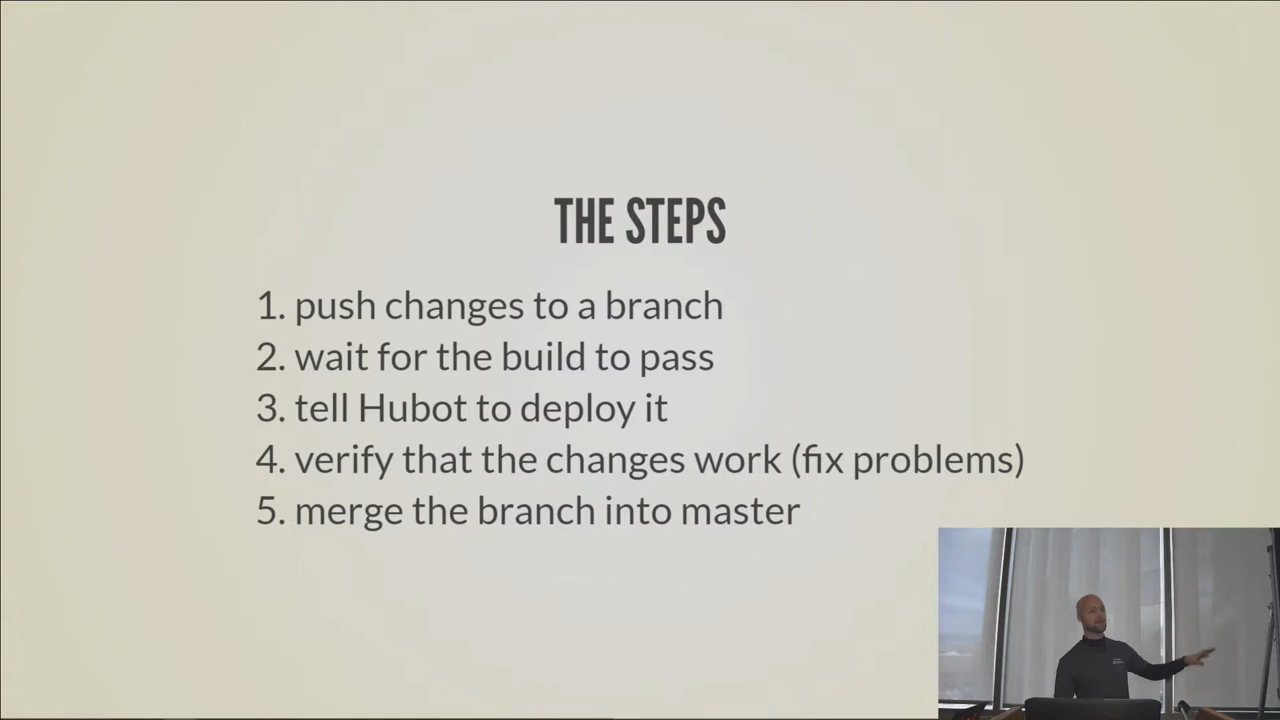 THE STEPS
1. push changes to a branch
2. wait for the build to pass
3. tell Hubot to deploy it
4. verify that the changes work (fix problems)
5. merge the branch into master